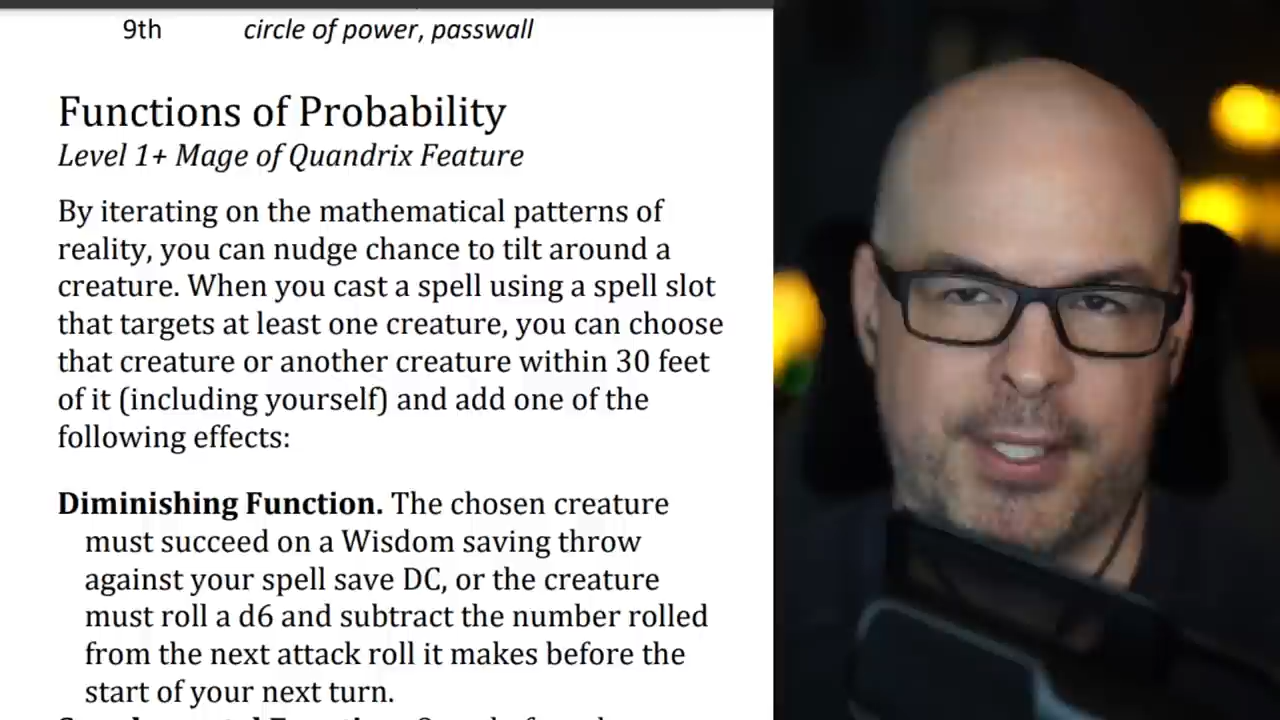 9th circle of power, passwall
Functions of Probability
Level 1+ Mage of Quandrix Feature
By iterating on the mathematical patterns of
reality, you can nudge chance to tilt around a
creature. When you cast a spell using a spell slot
that targets at least one creature, you can choose
that creature or another creature within 30 feet
of it (including yourself) and add one of the
following effects:
Diminishing Function. The chosen creature
must succeed on a Wisdom saving throw
against your spell save DC, or the creature
must roll a d6 and subtract the number rolled
from the next attack roll it makes before the
start of your next turn.